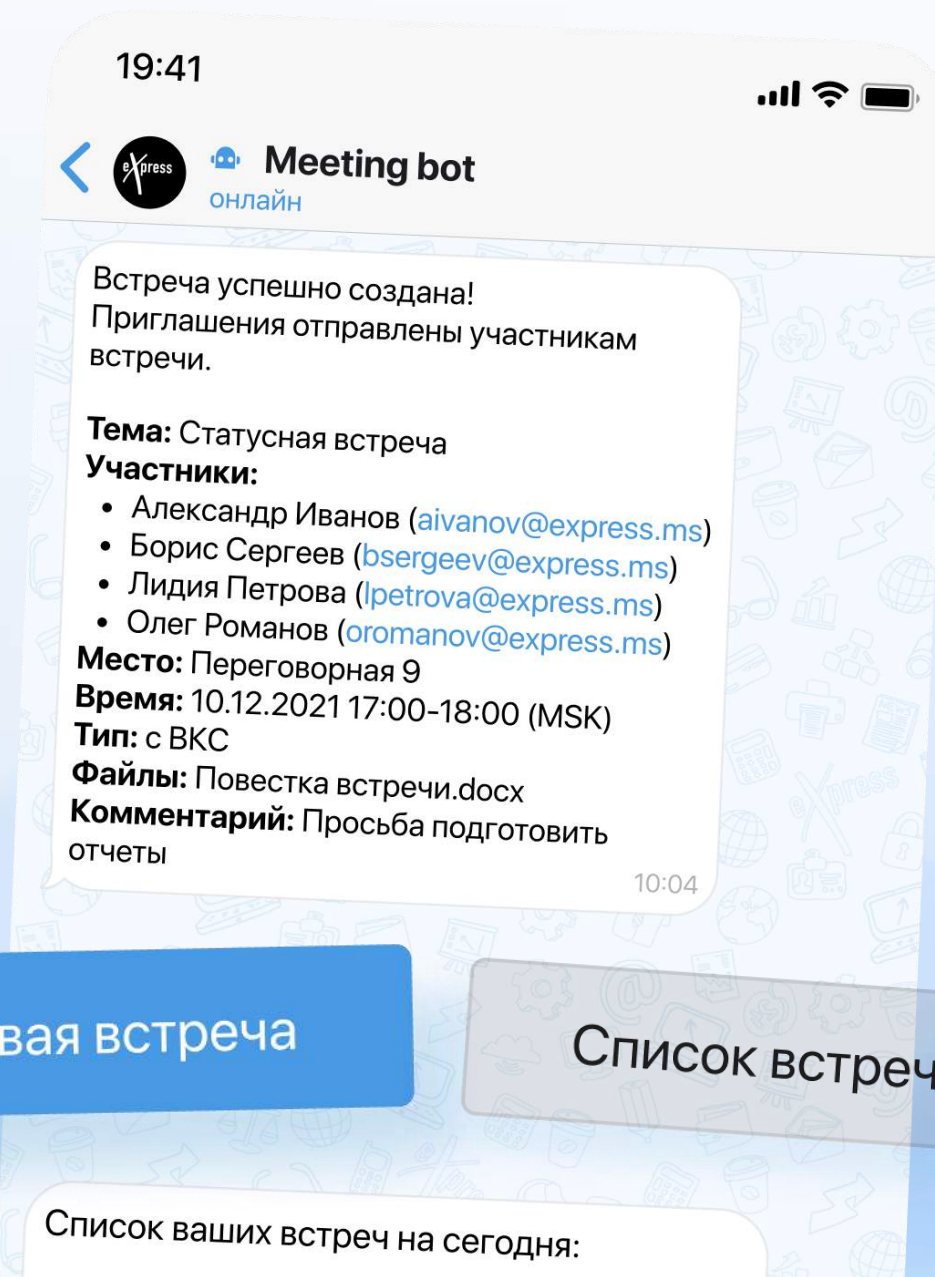 19:41
eXpress
Meeting bot
онлайн
Встреча успешно создана!
Приглашения отправлены участникам
встречи.
Тема: Статусная встреча
Участники:
• Александр Иванов (aivanov@express.ms)
• Борис Сергеев (bsergeev@express.ms)
• Лидия Петрова (lpetrova@express.ms)
• Олег Романов (oromanov@express.ms)
Место: Переговорная 9
Время: 10.12.2021 17:00-18:00 (MSK)
Тип: с ВКС
Файлы: Повестка встречи.docx
Комментарий: Просьба подготовить
отчеты
10:04
вая встреча
Список встреч
Список ваших встреч на сегодня: